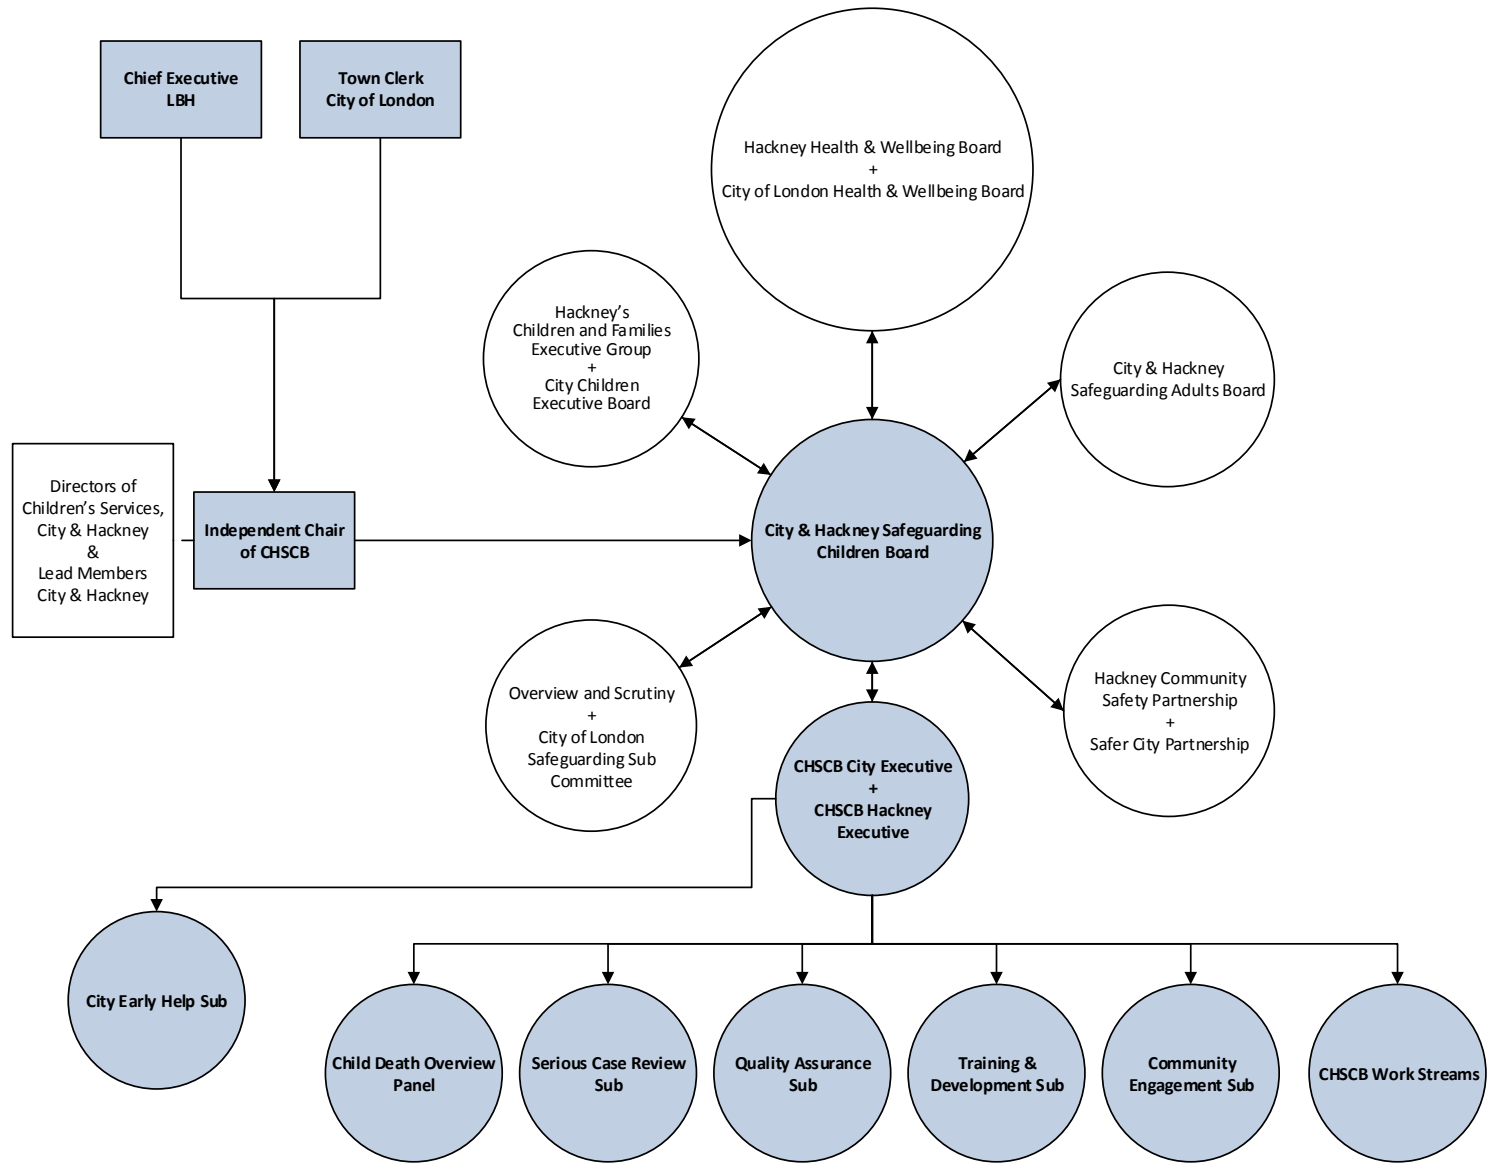 Chief Executive
LBH
Town Clerk
City of London
Hackney Health & Wellbeing Board
+
City of London Health & Wellbeing Board
Hackney’s
Children and Families
Executive Group
+
City Children
Executive Board
City & Hackney
Safeguarding Adults Board
Directors of
Children’s Services,
City & Hackney
&
Lead Members
City & Hackney
Independent Chair
of CHSCB
City & Hackney Safeguarding
Children Board
Overview and Scrutiny
+
City of London
Safeguarding Sub
Committee
Hackney Community
Safety Partnership
+
Safer City Partnership
CHSCB City Executive
+
CHSCB Hackney
Executive
City Early Help Sub
Child Death Overview
Panel
Serious Case Review
Sub
Quality Assurance
Sub
Training &
Development Sub
Community
Engagement Sub
CHSCB Work Streams